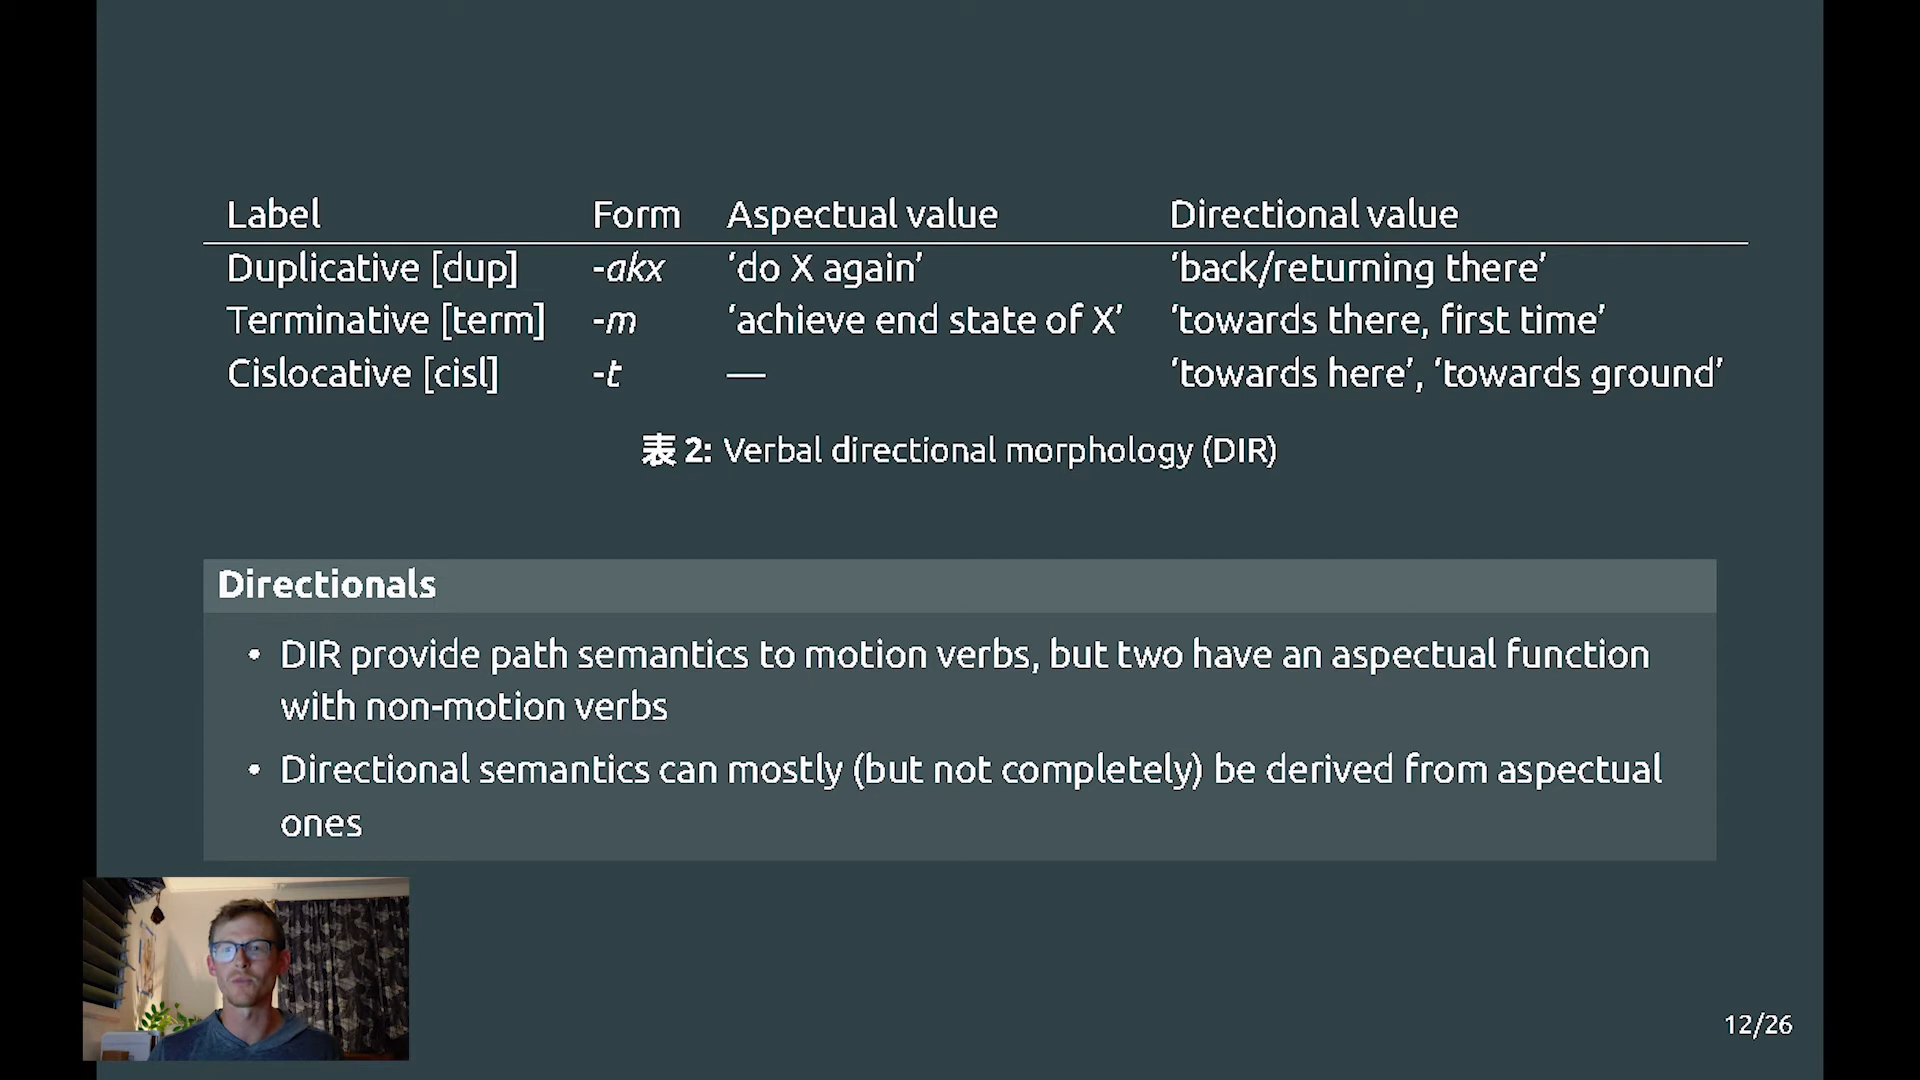 Label Form Aspectual value Directional value
Duplicative [dup] -akx ‘do X again’ ‘back/returning there’
Terminative [term] -m ‘achieve end state of X’ ‘towards there, first time’
Cislocative [cisl] -t — ‘towards here’, ‘towards ground’
表 2: Verbal directional morphology (DIR)
Directionals
• DIR provide path semantics to motion verbs, but two have an aspectual function
with non-motion verbs
• Directional semantics can mostly (but not completely) be derived from aspectual
ones
12/26